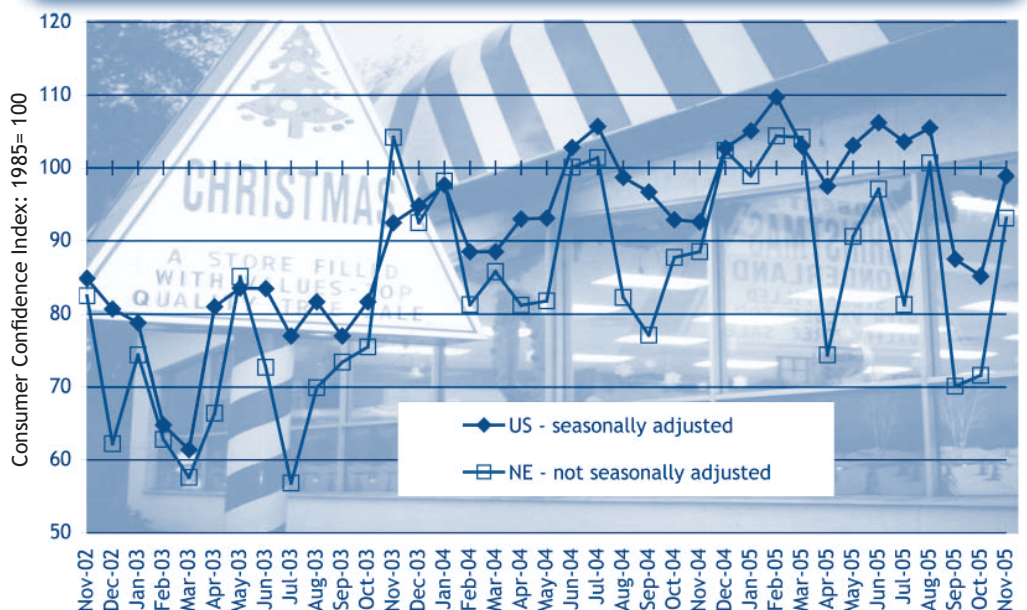 120
110
100
90
80
70
60
50
Consumer Confidence Index: 1985= 100
CHRISTMAS
A STORE FILLED
WITH VALUES-TOP
QUALITY TREE SALE
US - seasonally adjusted
NE - not seasonally adjusted
Nov-02
Dec-02
Jan-03
Feb-03
Mar-03
Apr-03
May-03
Jun-03
Jul-03
Aug-03
Sep-03
Oct-03
Nov-03
Dec-03
Jan-04
Feb-04
Mar-04
Apr-04
May-04
Jun-04
Jul-04
Aug-04
Sep-04
Oct-04
Nov-04
Dec-04
Jan-05
Feb-05
Mar-05
Apr-05
May-05
Jun-05
Jul-05
Aug-05
Sep-05
Oct-05
Nov-05